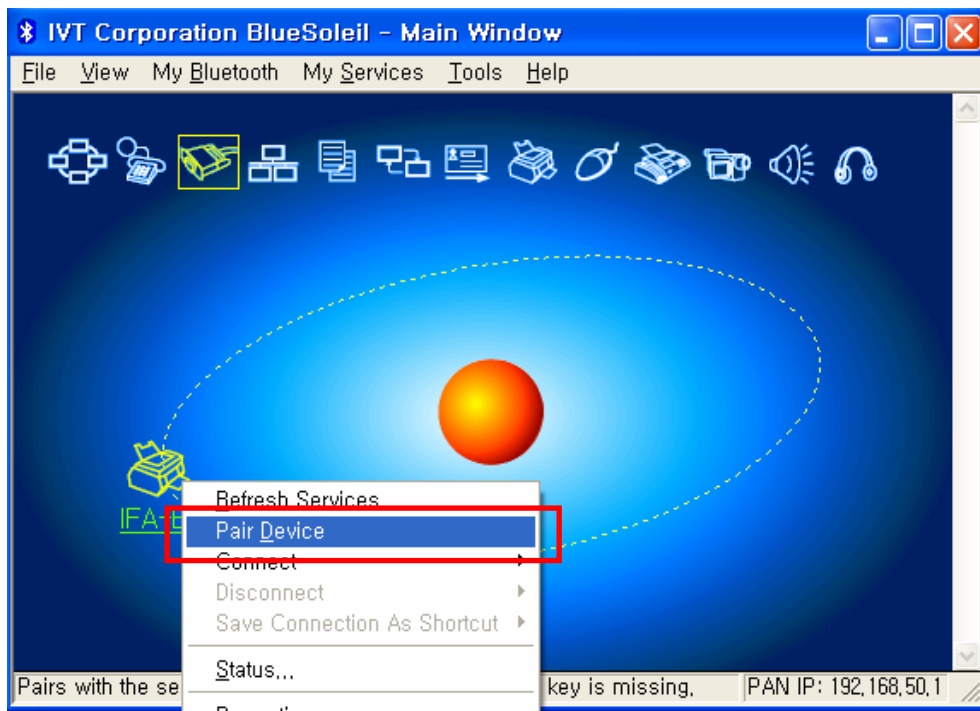 IVT Corporation BlueSoleil - Main Window
File View My Bluetooth My Services Tools Help
Refresh Services
Pair Device
Connect
Disconnect
Save Connection As Shortcut
Status...
Pairs with the key is missing, PAN IP: 192,168,50,1